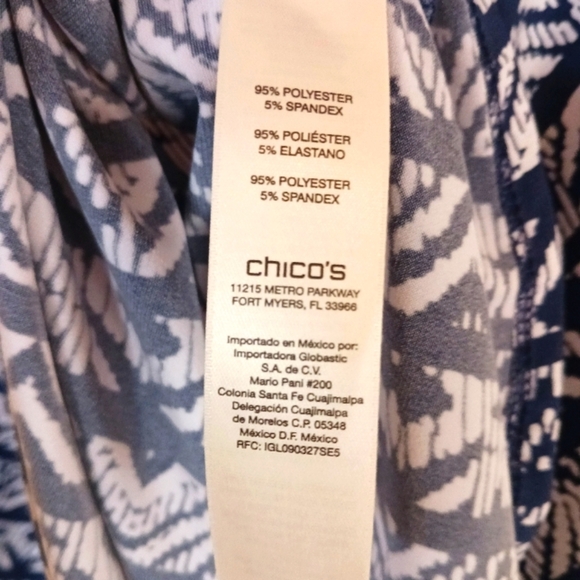 95% POLYESTER
5% SPANDEX
95% POLIÉSTER
5% ELASTANO
95% POLYESTER
5% SPANDEX
chico's
11215 METRO PARKWAY
FORT MYERS, FL 33966
Importado en México por:
Importadora Globastic
S.A. de C.V.
Mario Pani #200
Colonia Santa Fe Cuajimalpa
Delegación Cuajimalpa
de Morelos C.P. 05348
México D.F. México
RFC: IGL090327SE5